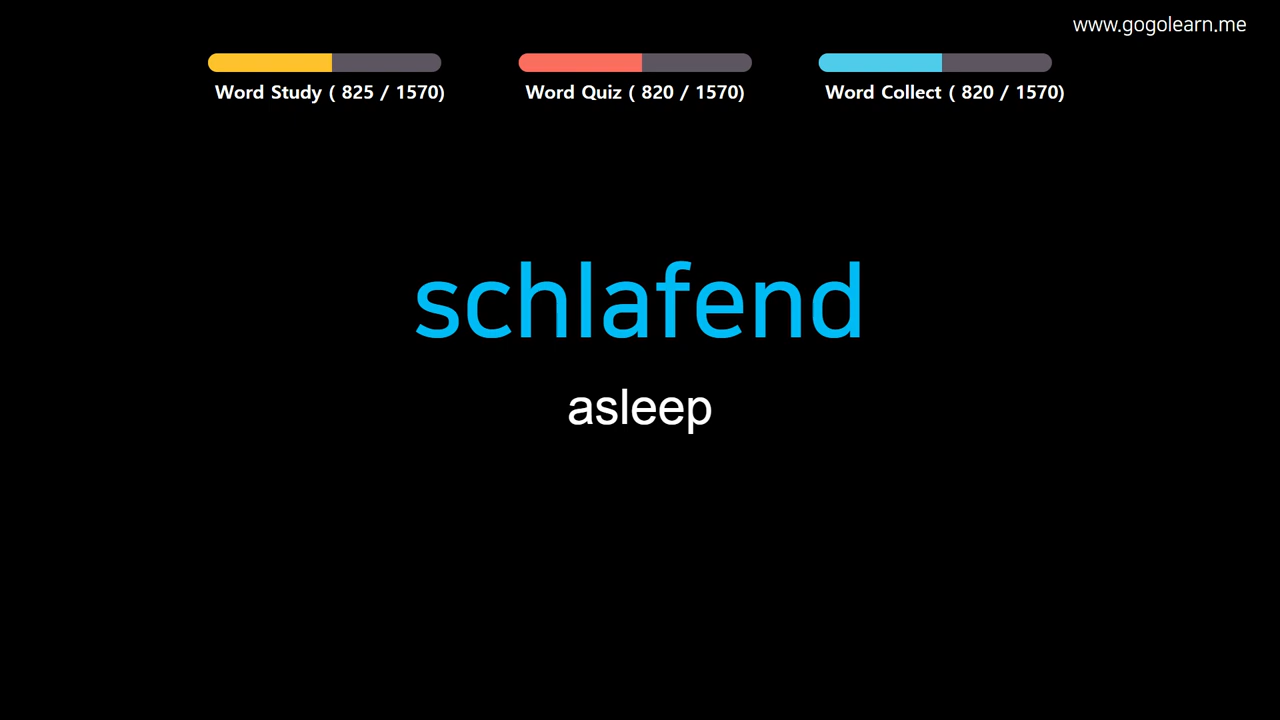 www.gogolearn.me
Word Study ( 825 / 1570)
Word Quiz ( 820 / 1570)
Word Collect ( 820 / 1570)
schlafend
asleep